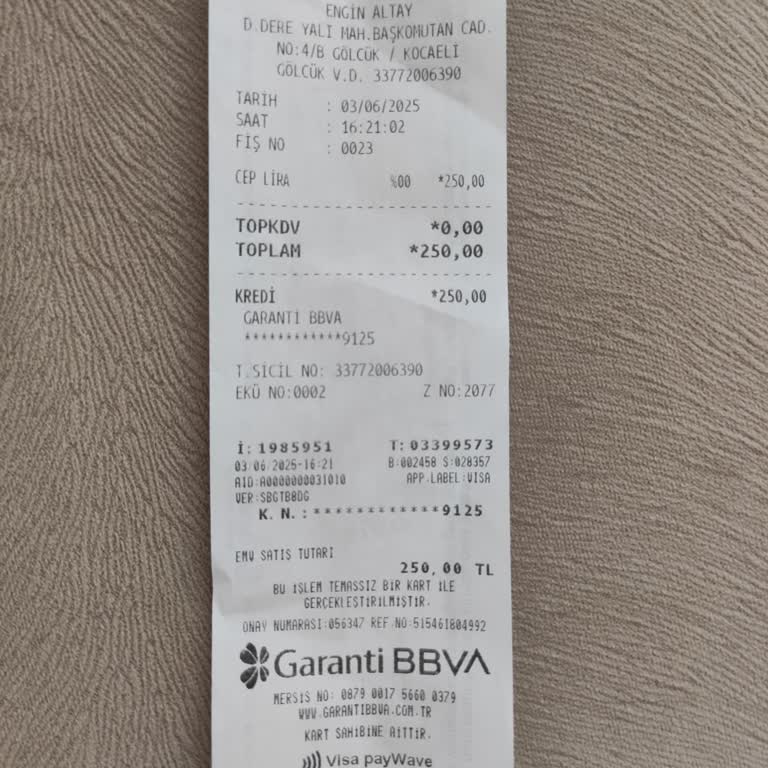 ENGİN ALTAY
D.DERE YALI MAH.BAŞKOMUTAN CAD.
NO:4/B GÖLCÜK / KOCAELİ
GÖLCÜK V.D. 33772006390
TARİH : 03/06/2025
SAAT : 16:21:02
FİŞ NO : 0023
CEP LİRA %00 *250,00
TOPKDV *0,00
TOPLAM *250,00
KREDİ *250,00
GARANTİ BBVA
************9125
T.SİCİL NO: 33772006390
EKÜ NO:0002 Z NO:2077
İ:1985951 T:03399573
03/06/2025-16:21 B:002458 S:028357
AID:A0000000031010 APP.LABEL:VISA
VER:SBGTB8DG
K.N.:************9125
EMV SATIŞ TUTARI
250,00 TL
BU İŞLEM TEMASSIZ BİR KART İLE
GERÇEKLEŞTİRİLMİŞTİR.
ONAY NUMARASI:056347 REF.NO:515461804992
Garanti BBVA
MERSİS NO: 0879 0017 5660 0379
WWW.GARANTIBBVA.COM.TR
KART SAHİBİNE AİTTİR.
Visa payWave